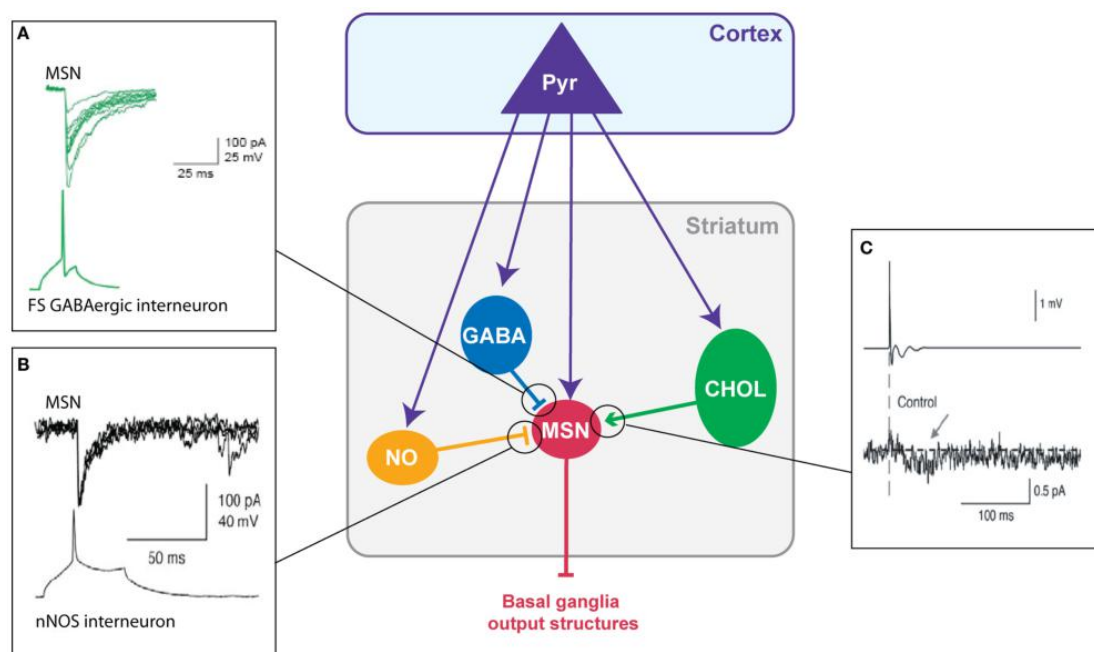 A
MSN
100 pA
25 mV
25 ms
FS GABAergic interneuron
B
MSN
100 pA
40 mV
50 ms
nNOS interneuron
Cortex
Pyr
Striatum
GABA
CHOL
MSN
NO
Basal ganglia
output structures
C
1 mV
Control
0.5 pA
100 ms